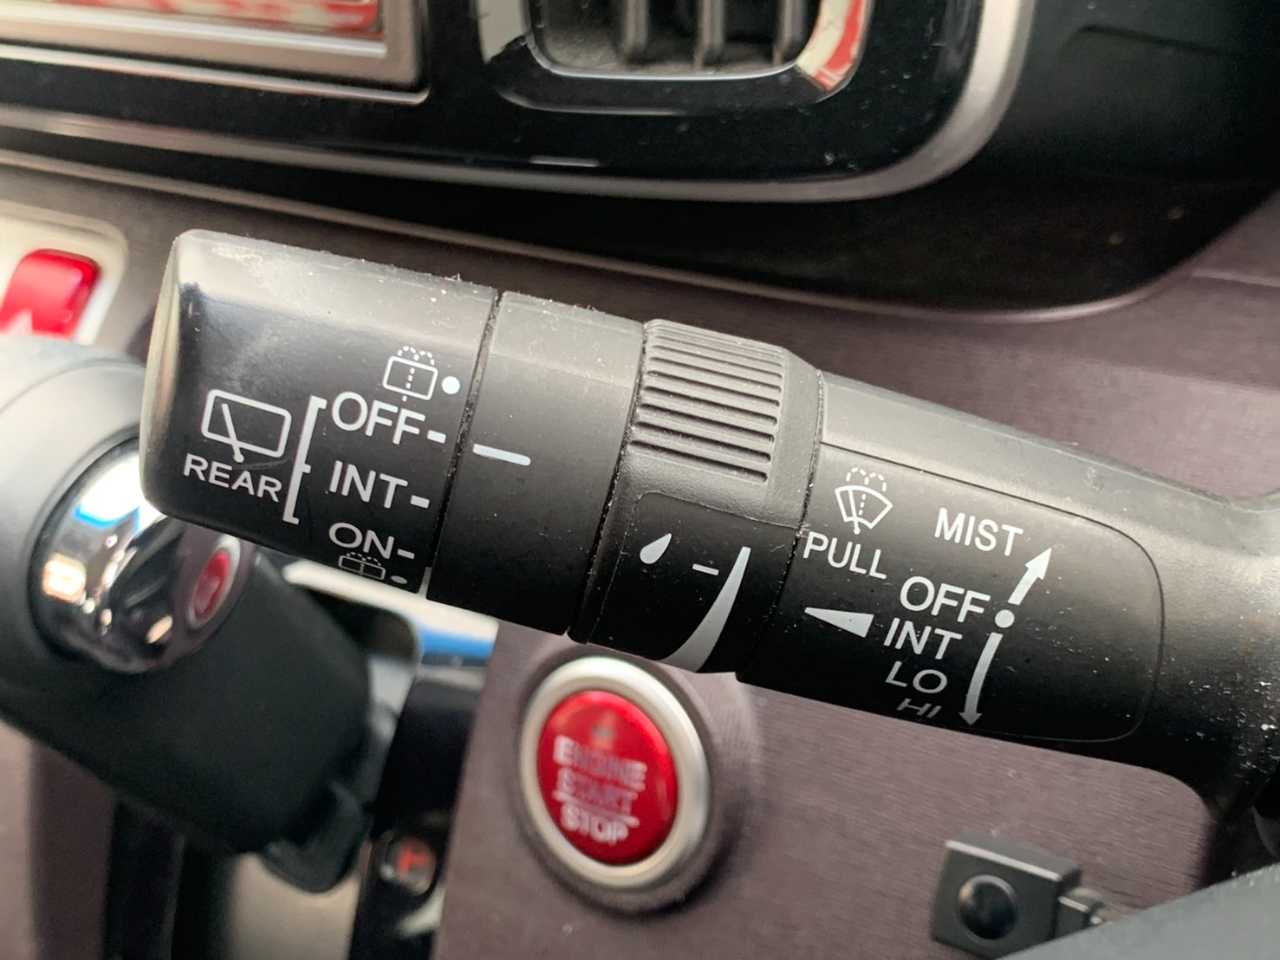 OFF
INT
ON
REAR
PULL
MIST
OFF
INT
LO
HI
ENGINE
START
STOP